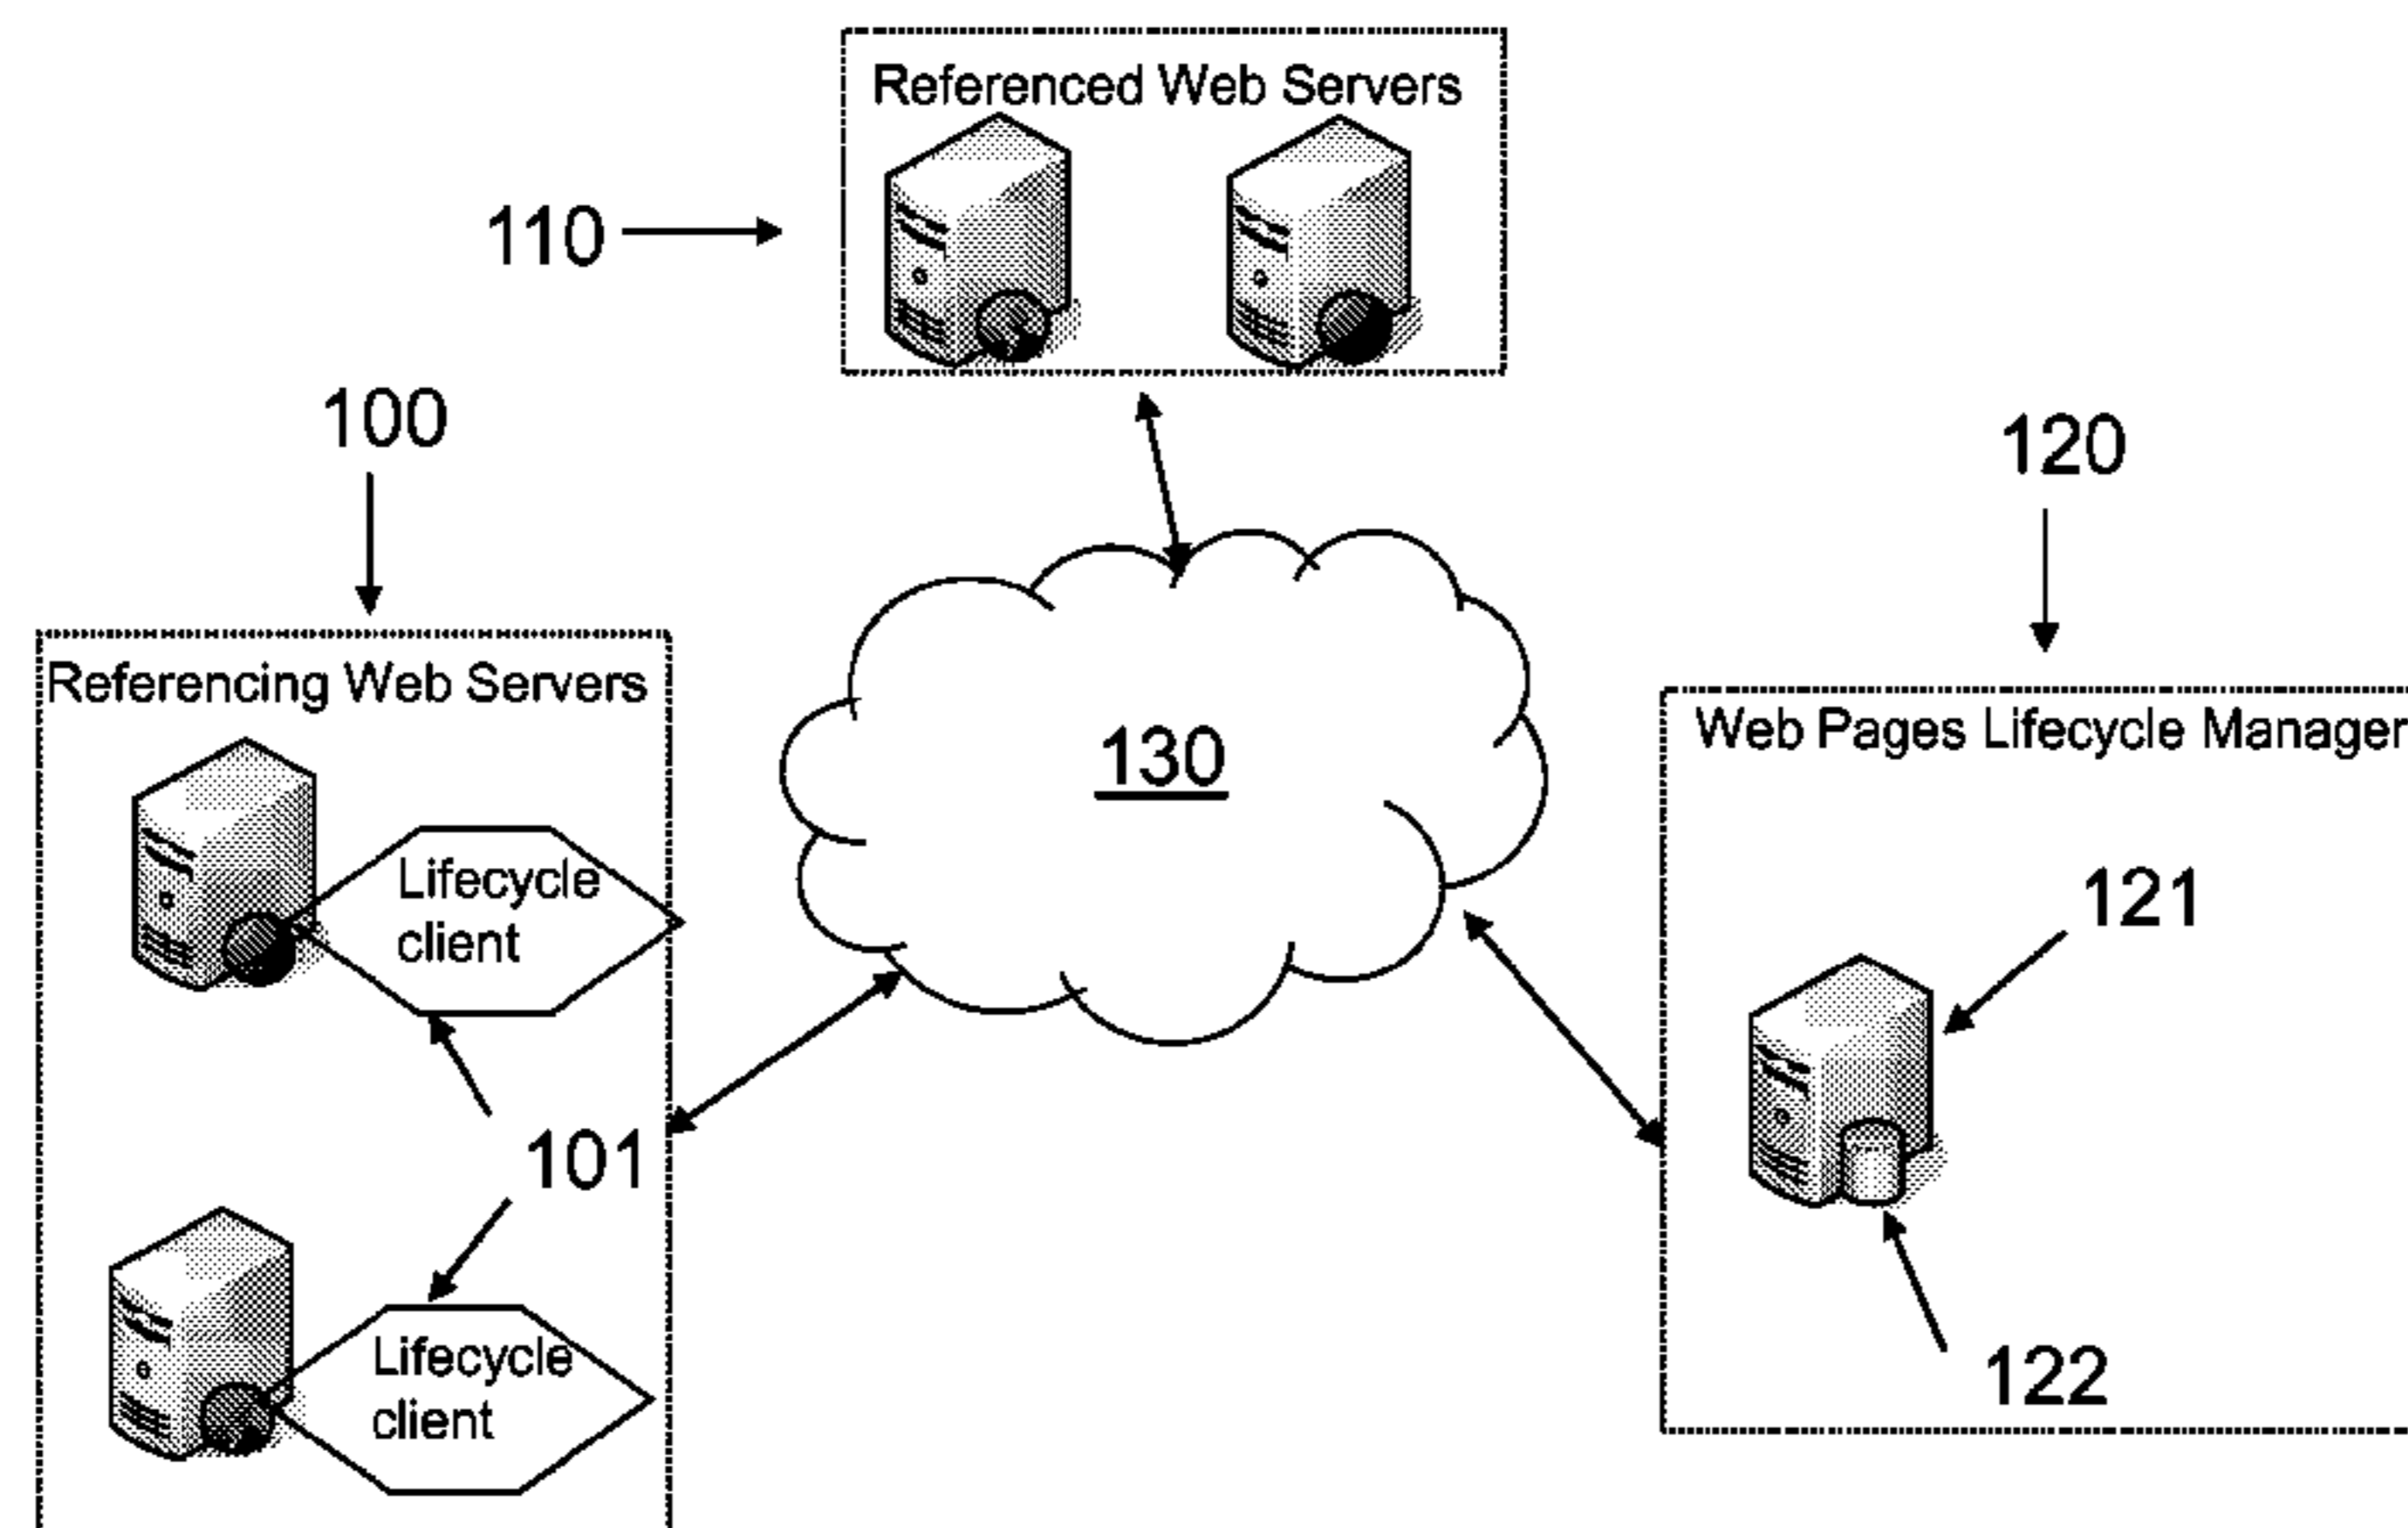 Referenced Web Servers
110
100
120
Referencing Web Servers
Web Pages Lifecycle Manager
130
Lifecycle
client
121
101
Lifecycle
client
122